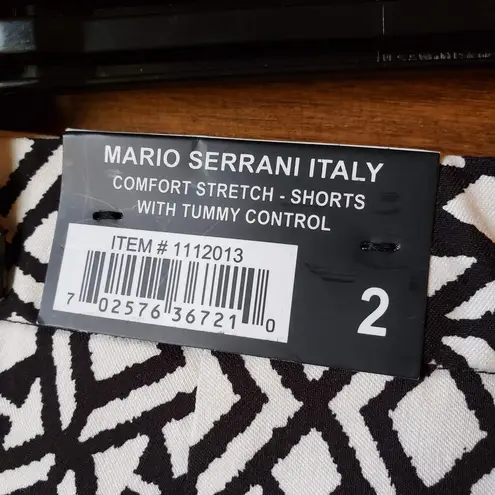 MARIO SERRANI ITALY
COMFORT STRETCH - SHORTS
WITH TUMMY CONTROL
ITEM # 1112013
7 02576 36721 0
2